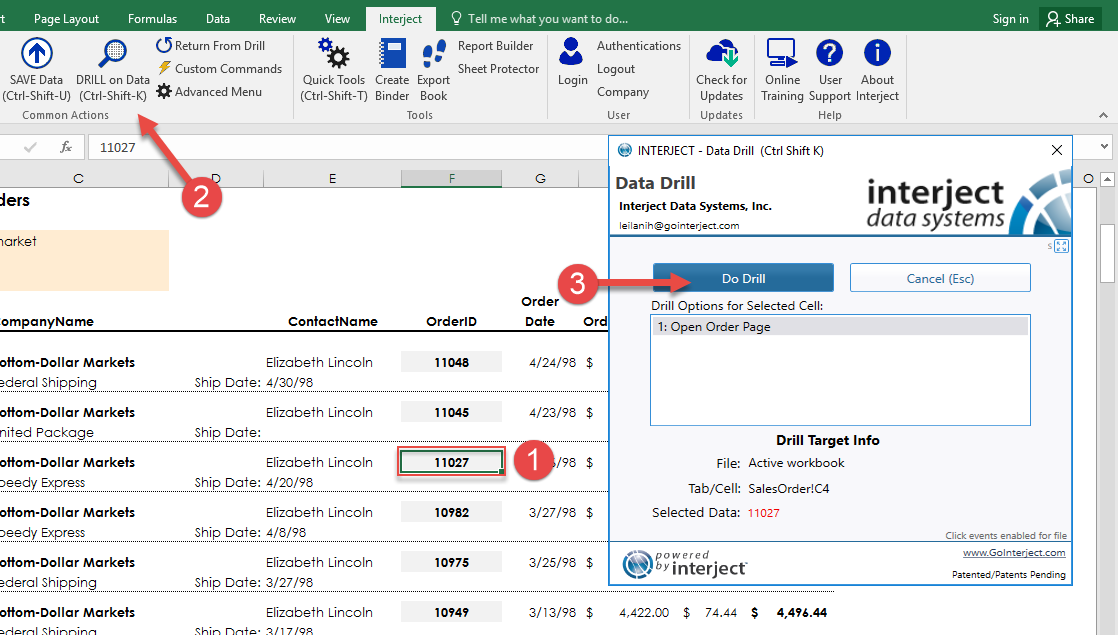 t Page Layout Formulas Data Review View Interject Tell me what you want to do... Sign in Share
SAVE Data
(Ctrl-Shift-U)
DRILL on Data
(Ctrl-Shift-K)
Return From Drill
Custom Commands
Advanced Menu
Common Actions
Quick Tools
(Ctrl-Shift-T)
Create
Binder
Export
Book
Report Builder
Sheet Protector
Tools
Login
Authentications
Logout
Company
User
Check for
Updates
Updates
Online
Training
User
Support
About
Interject
Help
fx 11027
C D E F G O
ders
market
Order
ompanyName ContactName OrderID Date Ord
ottom-Dollar Markets Elizabeth Lincoln 11048 4/24/98 $
ederal Shipping Ship Date: 4/30/98
ottom-Dollar Markets Elizabeth Lincoln 11045 4/23/98 $
nited Package Ship Date:
ottom-Dollar Markets Elizabeth Lincoln 11027 6/98 $
peedy Express Ship Date: 4/20/98
ottom-Dollar Markets Elizabeth Lincoln 10982 3/27/98 $
peedy Express Ship Date: 4/8/98
ottom-Dollar Markets Elizabeth Lincoln 10975 3/25/98 $
ederal Shipping Ship Date: 3/27/98
ottom-Dollar Markets Elizabeth Lincoln 10949 3/13/98 $ 4,422.00 $ 74.44 $ 4,496.44
ederal Shipping Ship Date: 3/17/98
2
1
3
INTERJECT - Data Drill (Ctrl Shift K)
Data Drill
Interject Data Systems, Inc.
leilanih@gointerject.com
interject
data systems
s
Do Drill Cancel (Esc)
Drill Options for Selected Cell:
1: Open Order Page
Drill Target Info
File: Active workbook
Tab/Cell: SalesOrder!C4
Selected Data: 11027
Click events enabled for file
powered
by interject
www.GoInterject.com
Patented/Patents Pending